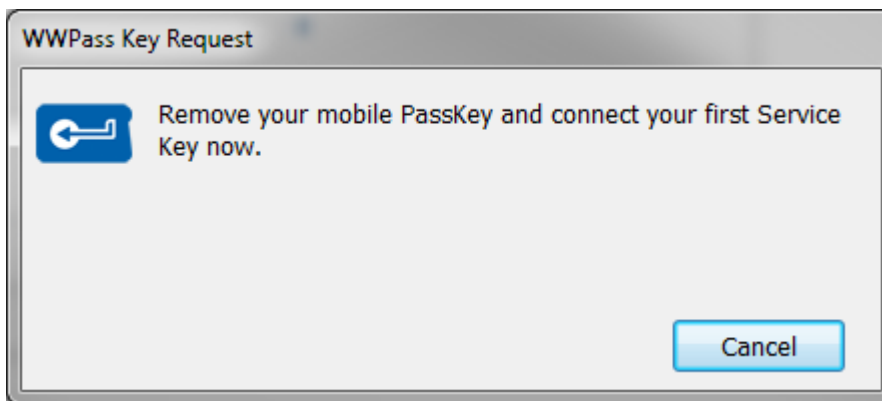 WWPass Key Request
Remove your mobile PassKey and connect your first Service
Key now.
Cancel